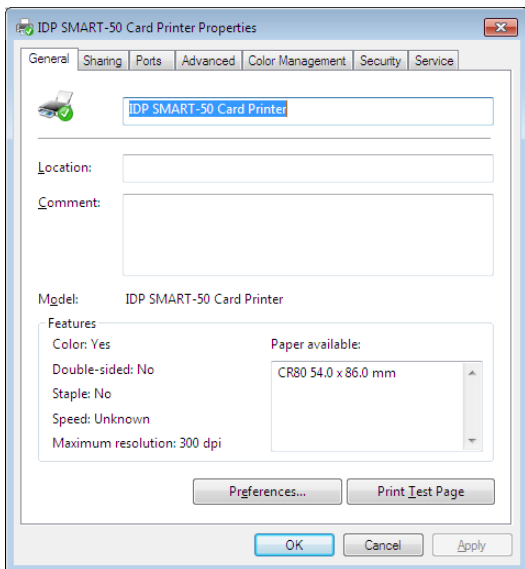 IDP SMART-50 Card Printer Properties
General Sharing Ports Advanced Color Management Security Service
IDP SMART-50 Card Printer
Location:
Comment:
Model: IDP SMART-50 Card Printer
Features
Color: Yes
Double-sided: No
Staple: No
Speed: Unknown
Maximum resolution: 300 dpi
Paper available:
CR80 54.0 x 86.0 mm
Preferences... Print Test Page
OK Cancel Apply